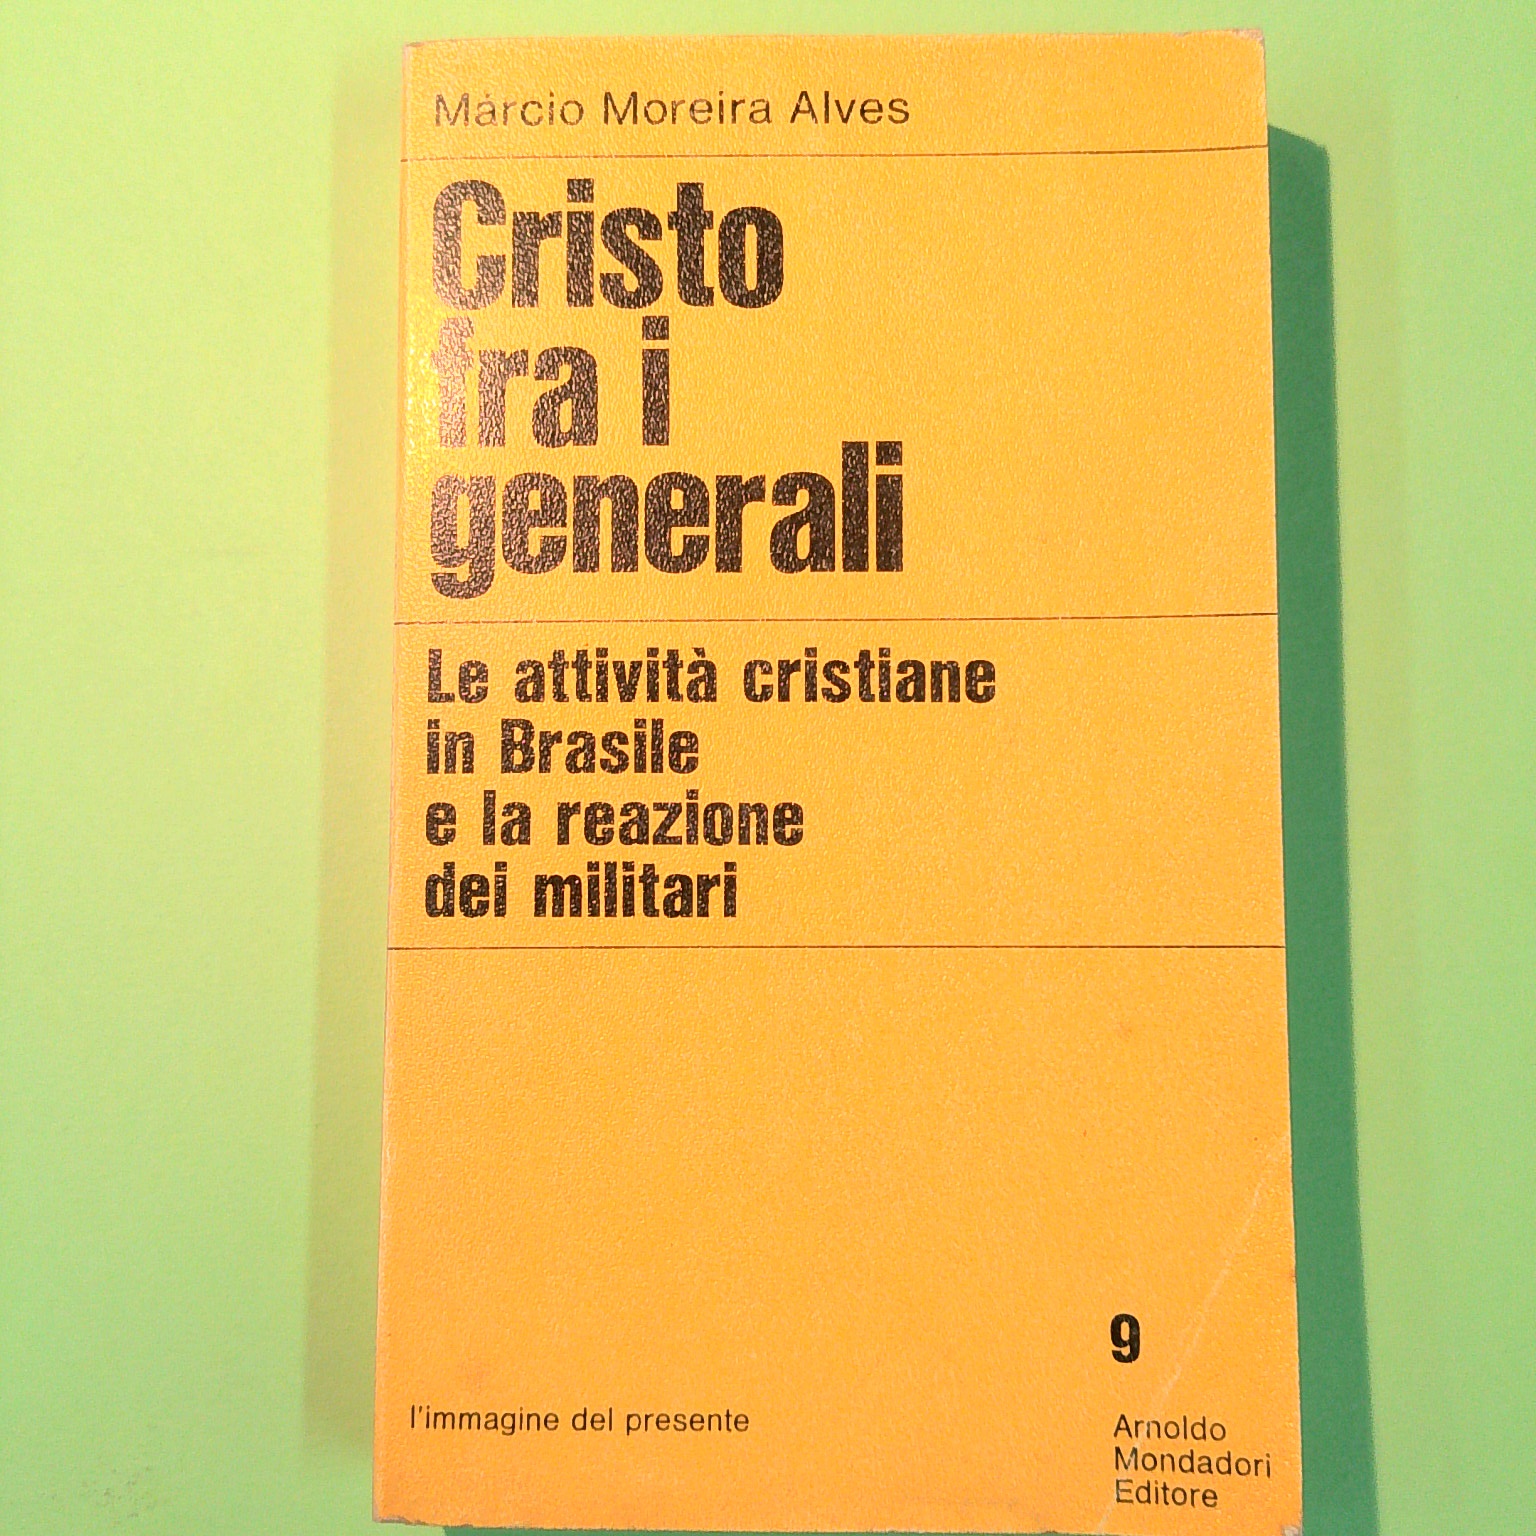 Márcio Moreira Alves
Cristo
fra i
generali
Le attività cristiane
in Brasile
e la reazione
dei militari
9
l'immagine del presente
Arnoldo
Mondadori
Editore